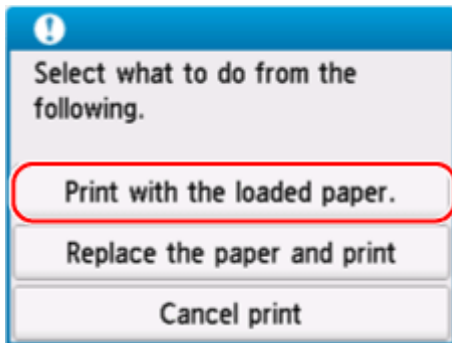 Select what to do from the
following.
Print with the loaded paper.
Replace the paper and print
Cancel print